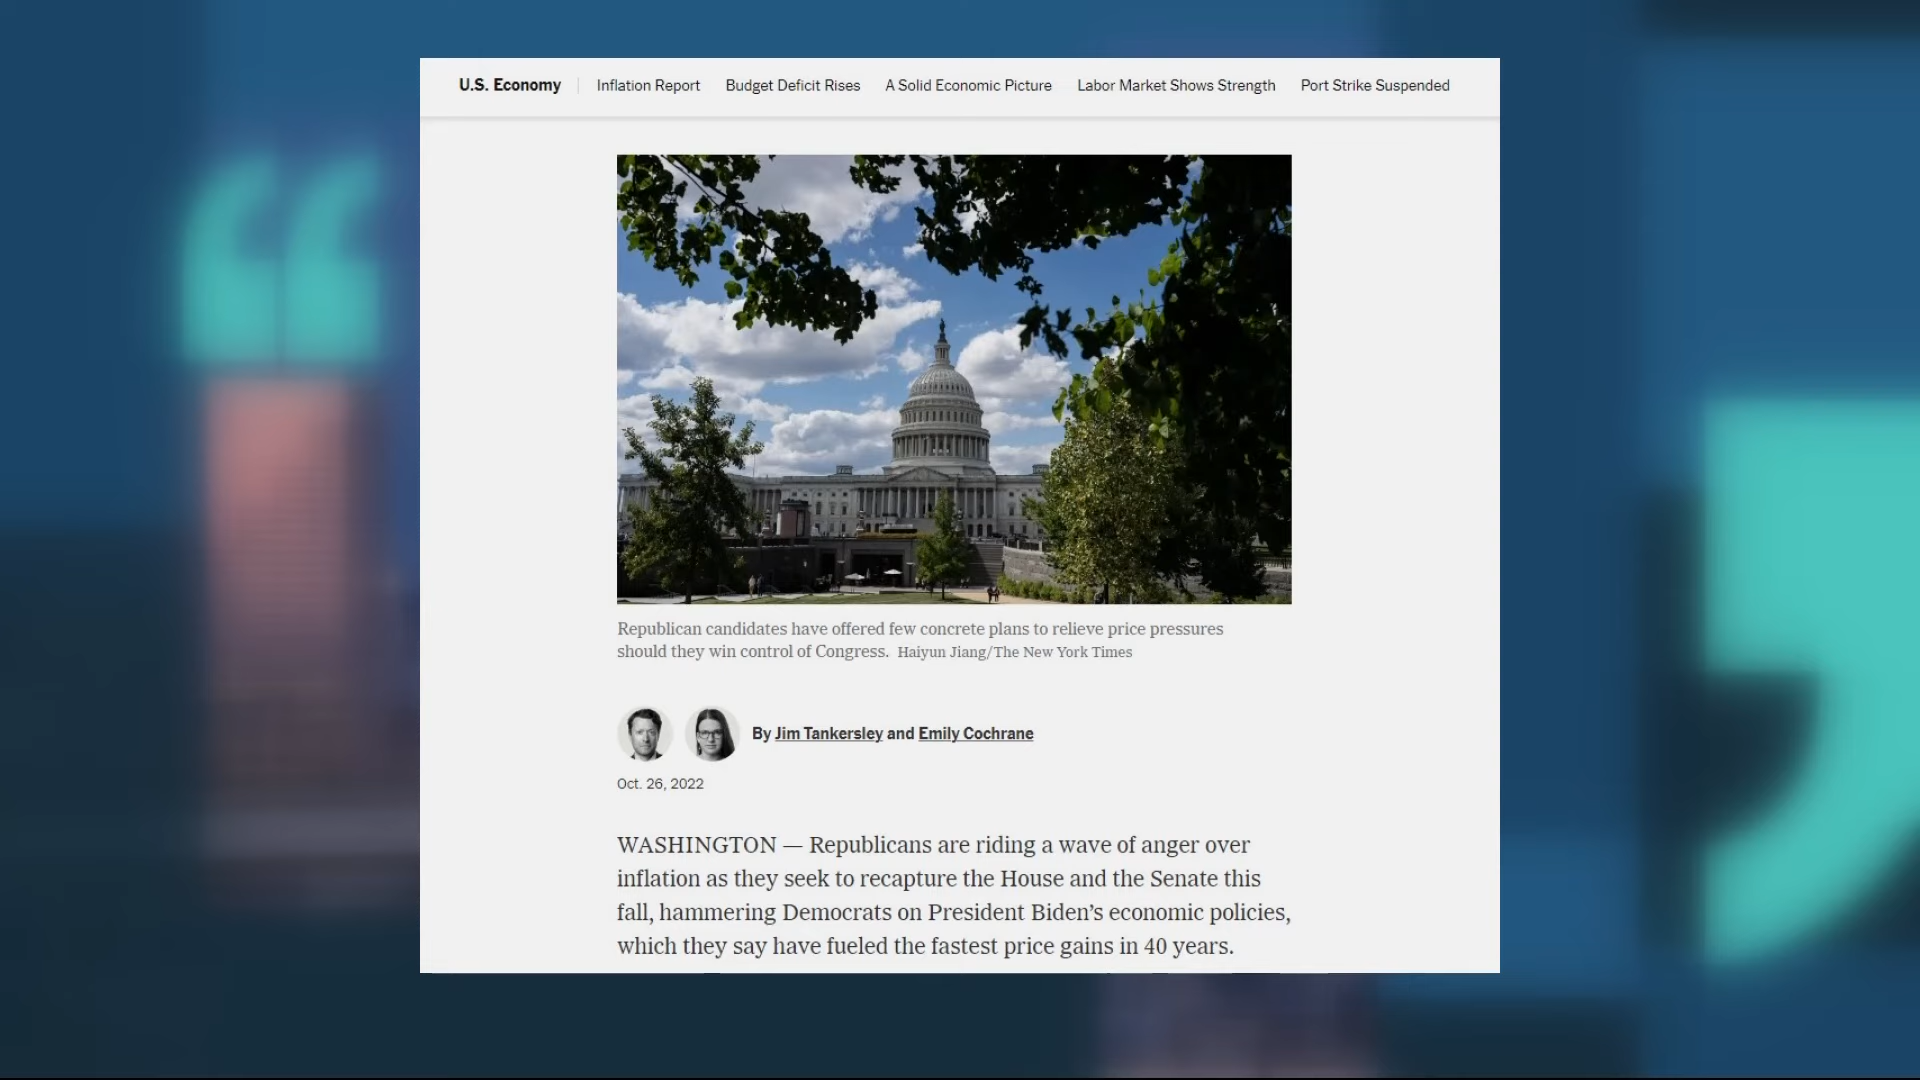 U.S. Economy Inflation Report Budget Deficit Rises A Solid Economic Picture Labor Market Shows Strength Port Strike Suspended
Republican candidates have offered few concrete plans to relieve price pressures
should they win control of Congress. Haiyun Jiang/The New York Times
By Jim Tankersley and Emily Cochrane
Oct. 26, 2022
WASHINGTON — Republicans are riding a wave of anger over
inflation as they seek to recapture the House and the Senate this
fall, hammering Democrats on President Biden’s economic policies,
which they say have fueled the fastest price gains in 40 years.